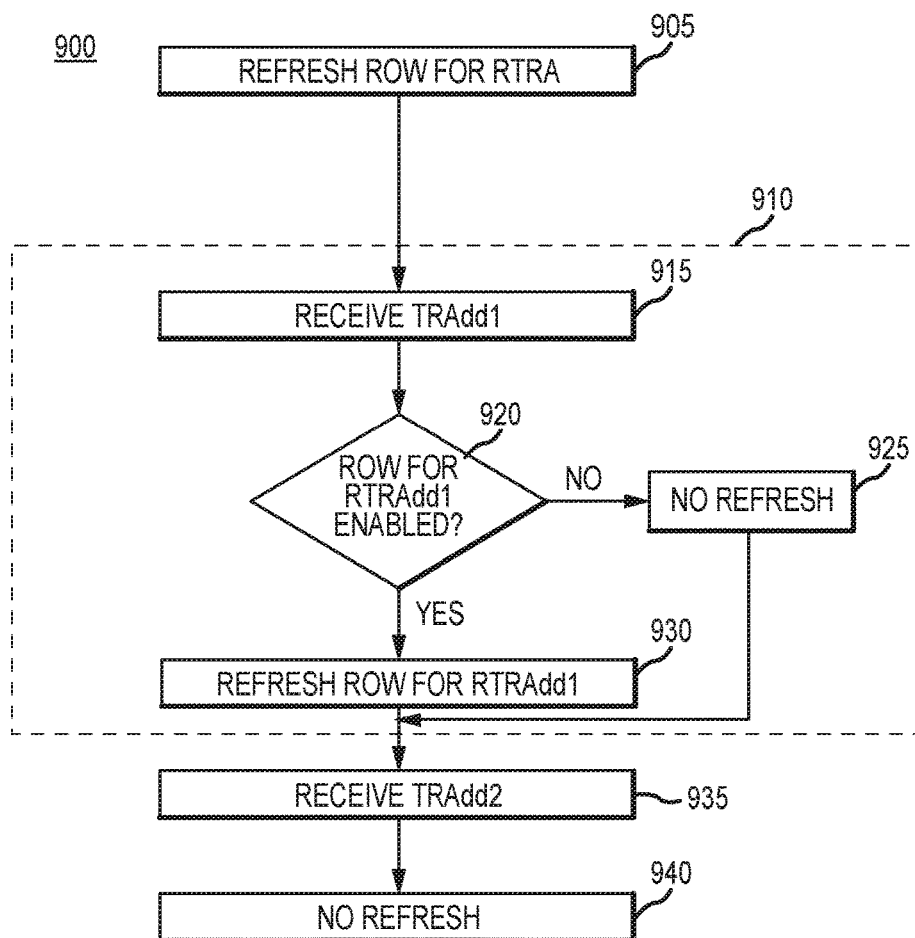 900
905
REFRESH ROW FOR RTRA
910
915
RECEIVE TRAdd1
920
ROW FOR
RTRAdd1
ENABLED?
NO
925
NO REFRESH
YES
930
REFRESH ROW FOR RTRAdd1
RECEIVE TRAdd2
935
940
NO REFRESH